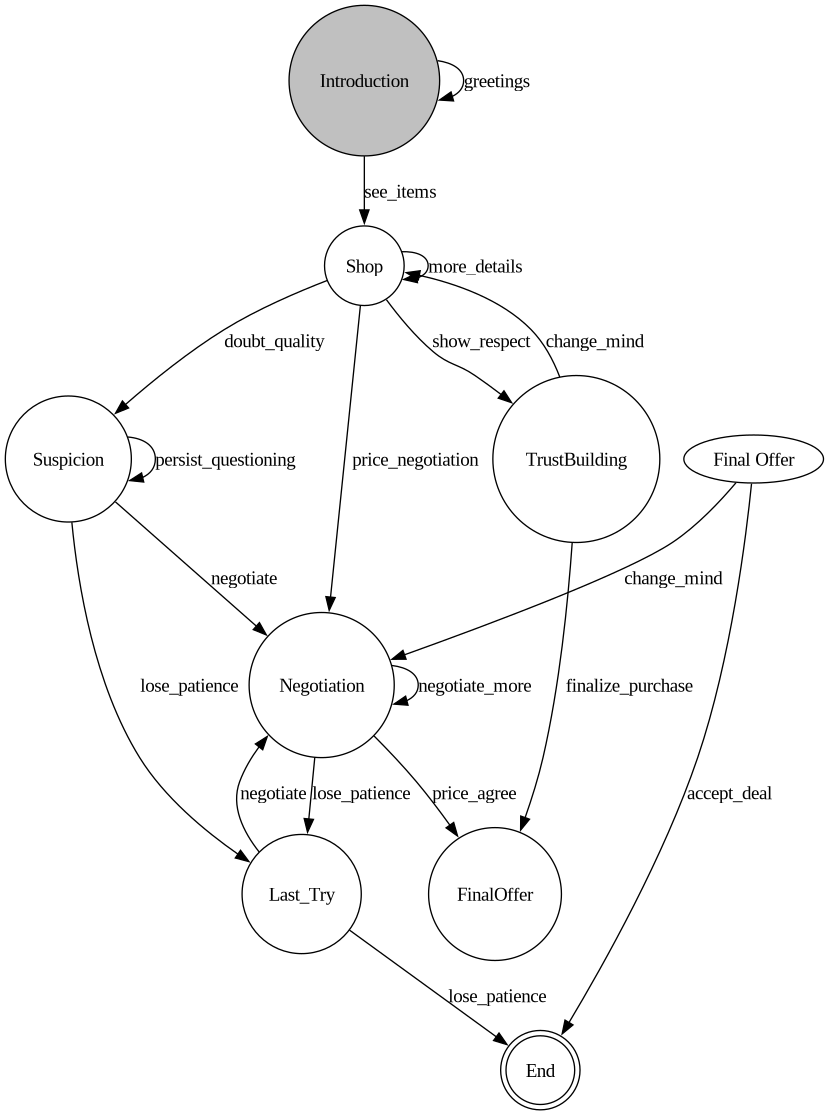 Introduction
greetings
see_items
Shop
more_details
doubt_quality
show_respect
change_mind
Suspicion
persist_questioning
price_negotiation
TrustBuilding
Final Offer
negotiate
change_mind
Negotiation
negotiate_more
lose_patience
finalize_purchase
negotiate
lose_patience
price_agree
accept_deal
Last_Try
FinalOffer
lose_patience
End